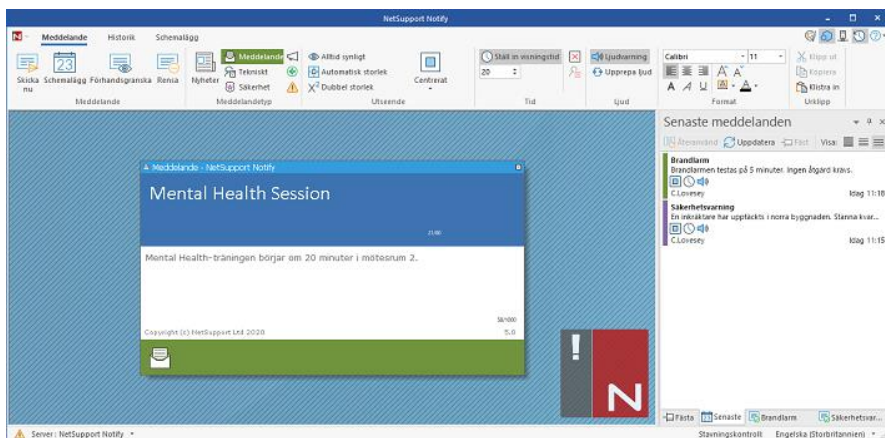 NetSupport Notify
Meddelande Historik Schemalägg
Skicka nu
Schemalägg
Förhandsgranska
Rensa
Meddelande
Nyheter
Meddelande
Tekniskt
Säkerhet
Meddelandetyp
Alltid synligt
Automatisk storlek
Dubbel storlek
Centrerat
Utseende
Ställ in visningstid
20
Tid
Ljudvarning
Upprepa ljud
Ljud
Calibri 11
Format
Klipp ut
Kopiera
Klistra in
Urklipp
Meddelande - NetSupport Notify
Mental Health Session
21/60
Mental Health-träningen börjar om 20 minuter i mötesrum 2.
58/1000
Copyright (c) NetSupport Ltd 2020 5.0
! N
Senaste meddelanden
Återanvänd Uppdatera Fäst Visa:
Brandlarm
Brandlarmen testas på 5 minuter. Ingen åtgärd krävs.
C.Lovesey Idag 11:18
Säkerhetsvarning
En inkräktare har upptäckts i norra byggnaden. Stanna kvar...
C.Lovesey Idag 11:15
Fästa Senaste Brandlarm Säkerhetsvar...
Server: NetSupport Notify Stavningskontroll: Engelska (Storbritannien)